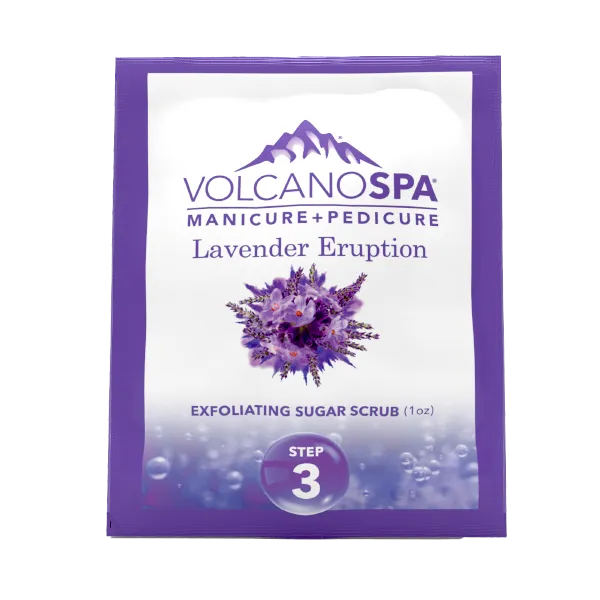 VOLCANOSPA®
MANICURE+PEDICURE
Lavender Eruption
EXFOLIATING SUGAR SCRUB (1oz)
STEP
3